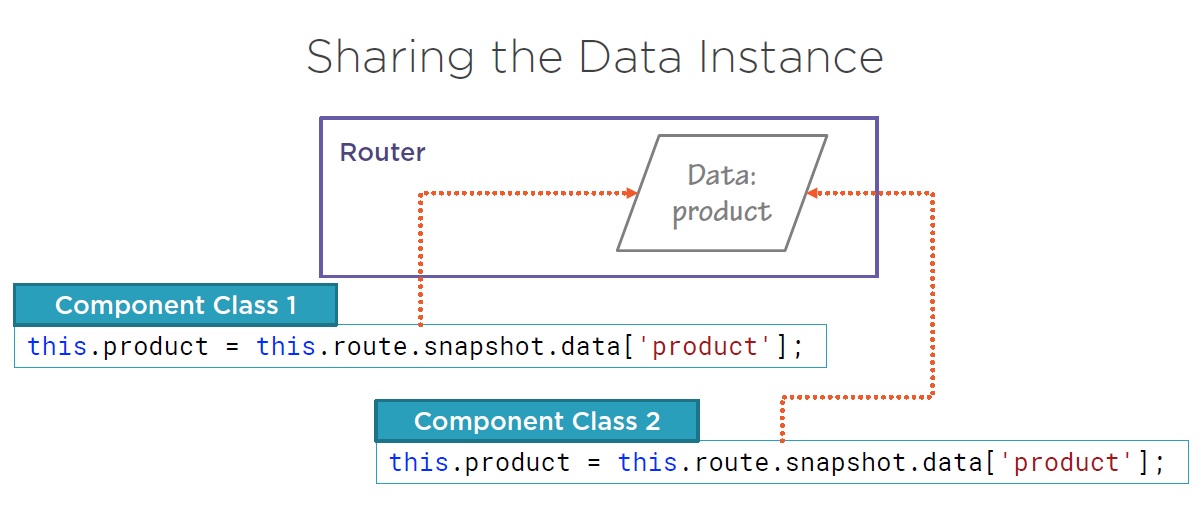 Sharing the Data Instance
Router
Data:
product
Component Class 1
this.product = this.route.snapshot.data['product'];
Component Class 2
this.product = this.route.snapshot.data['product'];